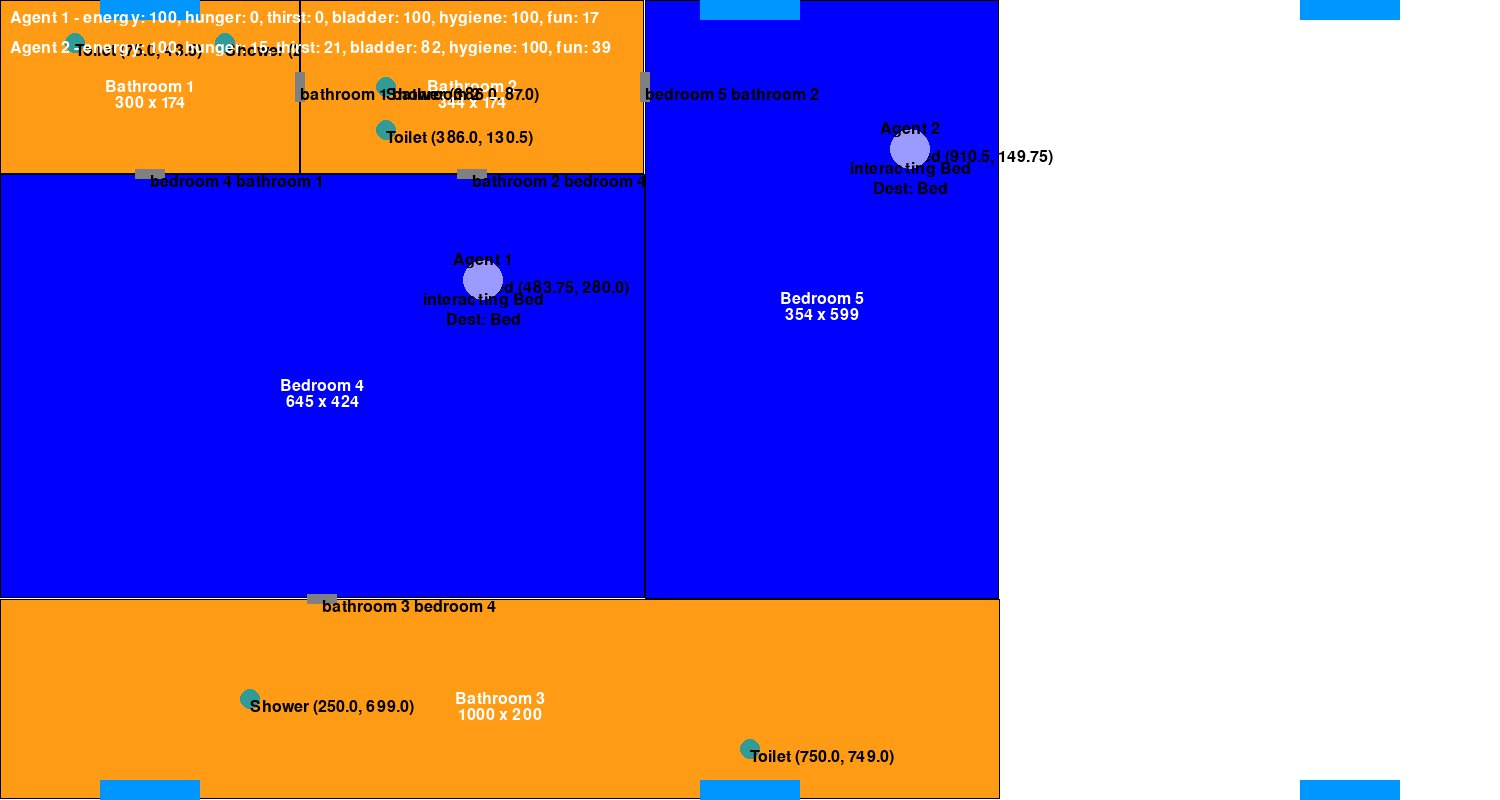 Agent 1 - energy: 100, hunger: 0, thirst: 0, bladder: 100, hygiene: 100, fun: 17
Agent 2 - energy: 100, hunger: 15, thirst: 21, bladder: 82, hygiene: 100, fun: 39
Toilet (75.0, 43.5)
Shower (2
Bathroom 1
300 x 174
Bathroom 2
344 x 174
bathroom 1 bathroom 2
Shower (386.0, 87.0)
bedroom 5 bathroom 2
Toilet (386.0, 130.5)
Agent 2
(910.5, 149.75)
interacting Bed
Dest: Bed
bedroom 4 bathroom 1
bathroom 2 bedroom 4
Agent 1
(483.75, 280.0)
interacting Bed
Dest: Bed
Bedroom 5
354 x 599
Bedroom 4
645 x 424
bathroom 3 bedroom 4
Shower (250.0, 699.0)
Bathroom 3
1000 x 200
Toilet (750.0, 749.0)